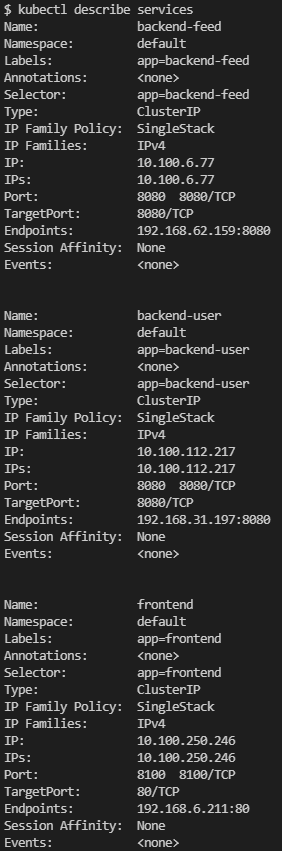 $ kubectl describe services
Name:              backend-feed
Namespace:         default
Labels:            app=backend-feed
Annotations:       <none>
Selector:          app=backend-feed
Type:              ClusterIP
IP Family Policy:  SingleStack
IP Families:       IPv4
IP:                10.100.6.77
IPs:               10.100.6.77
Port:              8080  8080/TCP
TargetPort:        8080/TCP
Endpoints:         192.168.62.159:8080
Session Affinity:  None
Events:            <none>
Name:              backend-user
Namespace:         default
Labels:            app=backend-user
Annotations:       <none>
Selector:          app=backend-user
Type:              ClusterIP
IP Family Policy:  SingleStack
IP Families:       IPv4
IP:                10.100.112.217
IPs:               10.100.112.217
Port:              8080  8080/TCP
TargetPort:        8080/TCP
Endpoints:         192.168.31.197:8080
Session Affinity:  None
Events:            <none>
Name:              frontend
Namespace:         default
Labels:            app=frontend
Annotations:       <none>
Selector:          app=frontend
Type:              ClusterIP
IP Family Policy:  SingleStack
IP Families:       IPv4
IP:                10.100.250.246
IPs:               10.100.250.246
Port:              8100  8100/TCP
TargetPort:        80/TCP
Endpoints:         192.168.6.211:80
Session Affinity:  None
Events:            <none>